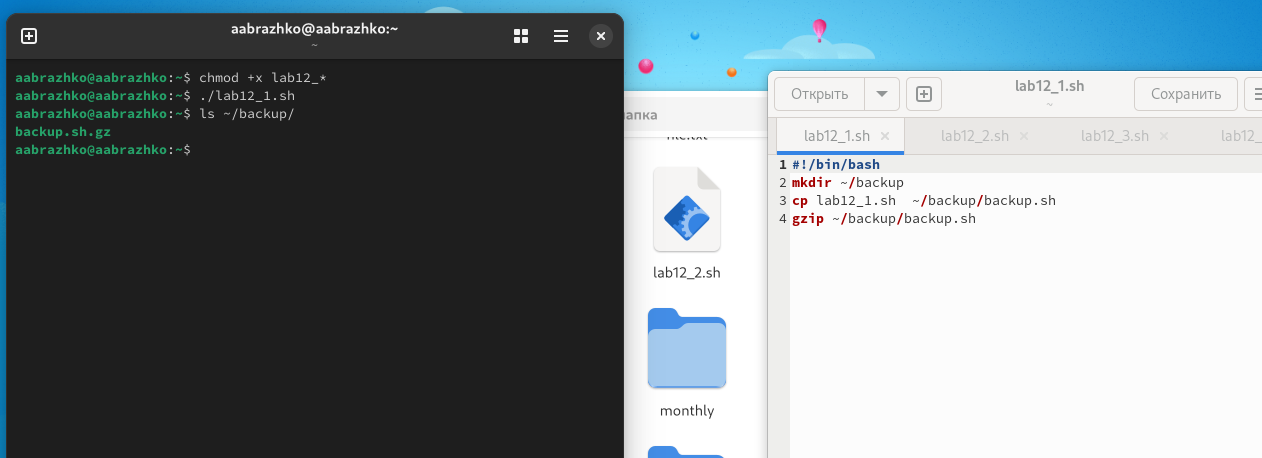 aabrazhko@aabrazhko:~
~
aabrazhko@aabrazhko:~$ chmod +x lab12_*
aabrazhko@aabrazhko:~$ ./lab12_1.sh
aabrazhko@aabrazhko:~$ ls ~/backup/
backup.sh.gz
aabrazhko@aabrazhko:~$
апка
lab12_2.sh
monthly
Открыть
lab12_1.sh
~
Сохранить
lab12_1.sh
lab12_2.sh
lab12_3.sh
lab12_
1 #!/bin/bash
2 mkdir ~/backup
3 cp lab12_1.sh  ~/backup/backup.sh
4 gzip ~/backup/backup.sh